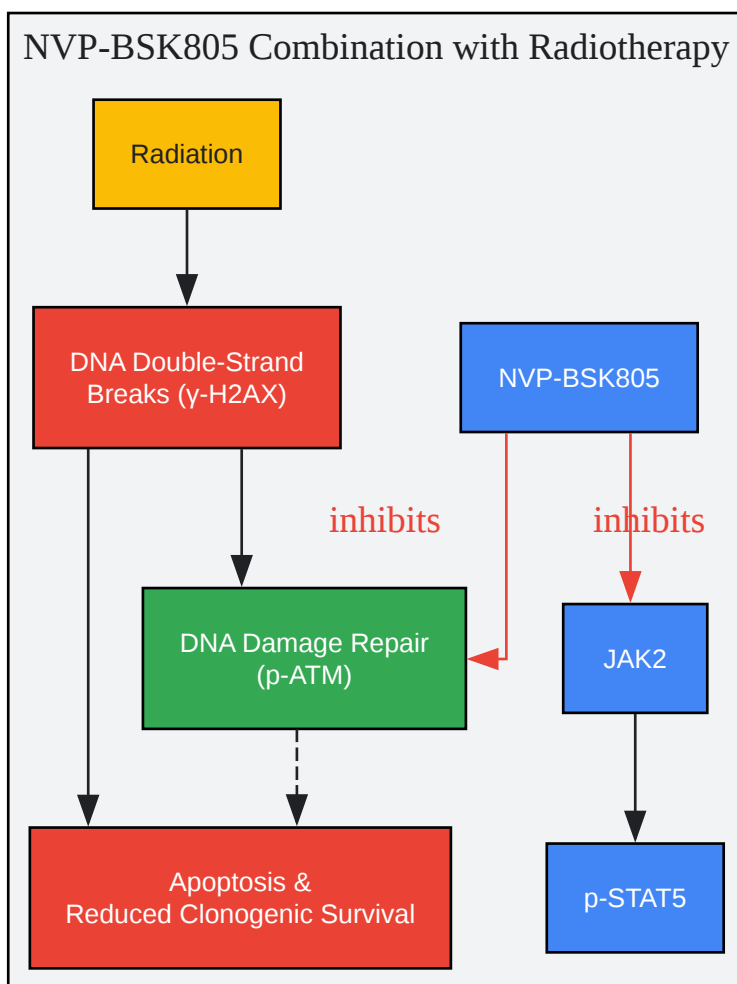 NVP-BSK805 Combination with Radiotherapy
Radiation
DNA Double-Strand
Breaks (γ-H2AX)
NVP-BSK805
inhibits
inhibits
DNA Damage Repair
(p-ATM)
JAK2
Apoptosis &
Reduced Clonogenic Survival
p-STAT5